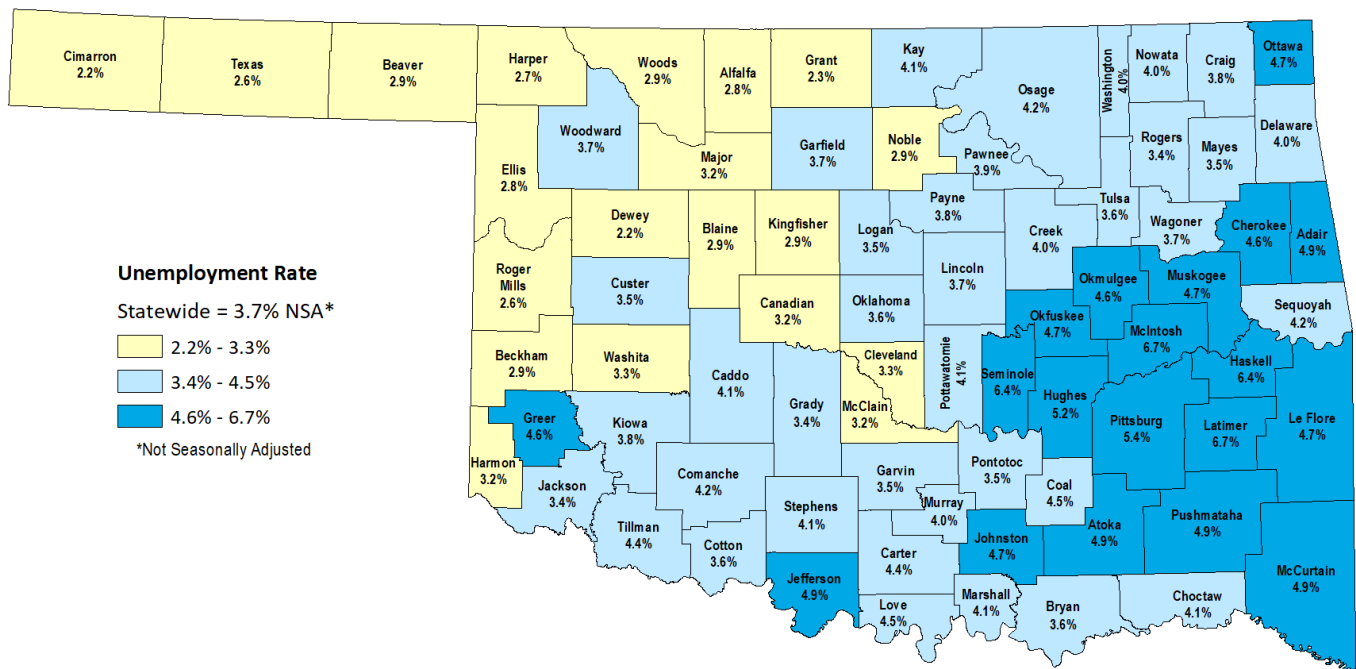 Cimarron
2.2%
Texas
2.6%
Beaver
2.9%
Harper
2.7%
Woods
2.9%
Alfalfa
2.8%
Grant
2.3%
Kay
4.1%
Osage
4.2%
Washington
4.0%
Nowata
4.0%
Craig
3.8%
Ottawa
4.7%
Woodward
3.7%
Ellis
2.8%
Major
3.2%
Garfield
3.7%
Noble
2.9%
Pawnee
3.9%
Rogers
3.4%
Mayes
3.5%
Delaware
4.0%
Dewey
2.2%
Blaine
2.9%
Kingfisher
2.9%
Logan
3.5%
Payne
3.8%
Creek
4.0%
Tulsa
3.6%
Wagoner
3.7%
Cherokee
4.6%
Adair
4.9%
Roger
Mills
2.6%
Custer
3.5%
Canadian
3.2%
Oklahoma
3.6%
Lincoln
3.7%
Okmulgee
4.6%
Muskogee
4.7%
Sequoyah
4.2%
Unemployment Rate
Statewide = 3.7% NSA*
2.2% - 3.3%
3.4% - 4.5%
4.6% - 6.7%
*Not Seasonally Adjusted
Beckham
2.9%
Washita
3.3%
Caddo
4.1%
Grady
3.4%
Cleveland
3.3%
McClain
3.2%
Pottawatomie
4.1%
Seminole
6.4%
Okfuskee
4.7%
McIntosh
6.7%
Haskell
6.4%
Hughes
5.2%
Pittsburg
5.4%
Latimer
6.7%
Le Flore
4.7%
Greer
4.6%
Kiowa
3.8%
Harmon
3.2%
Jackson
3.4%
Comanche
4.2%
Stephens
4.1%
Garvin
3.5%
Pontotoc
3.5%
Coal
4.5%
Murray
4.0%
Tillman
4.4%
Cotton
3.6%
Carter
4.4%
Johnston
4.7%
Atoka
4.9%
Pushmataha
4.9%
McCurtain
4.9%
Jefferson
4.9%
Love
4.5%
Marshall
4.1%
Bryan
3.6%
Choctaw
4.1%